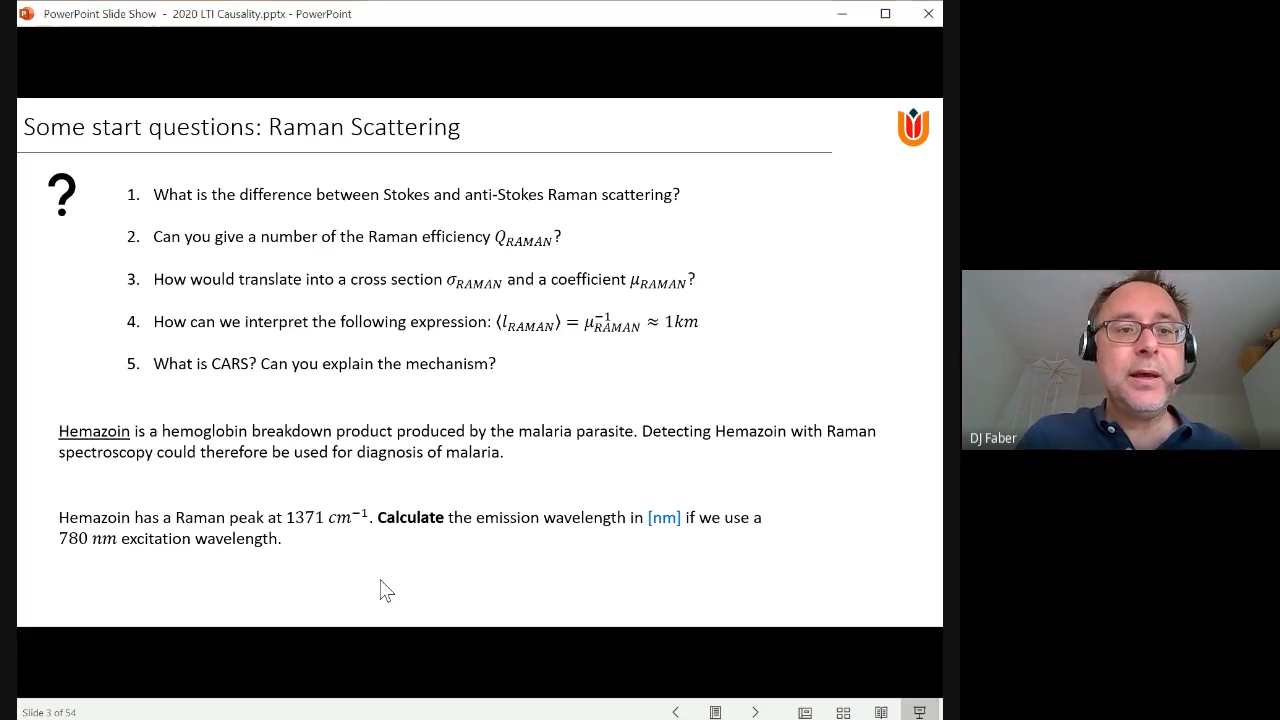 PowerPoint Slide Show - 2020 LTI Causality.pptx - PowerPoint
Some start questions: Raman Scattering
?
1. What is the difference between Stokes and anti-Stokes Raman scattering?
2. Can you give a number of the Raman efficiency Q_RAMAN?
3. How would translate into a cross section σ_RAMAN and a coefficient μ_RAMAN?
4. How can we interpret the following expression: ⟨l_RAMAN⟩ = μ_RAMAN^−1 ≈ 1km
5. What is CARS? Can you explain the mechanism?
Hemazoin is a hemoglobin breakdown product produced by the malaria parasite. Detecting Hemazoin with Raman
spectroscopy could therefore be used for diagnosis of malaria.
Hemazoin has a Raman peak at 1371 cm^−1. Calculate the emission wavelength in [nm] if we use a
780 nm excitation wavelength.
DJ Faber
Slide 3 of 54